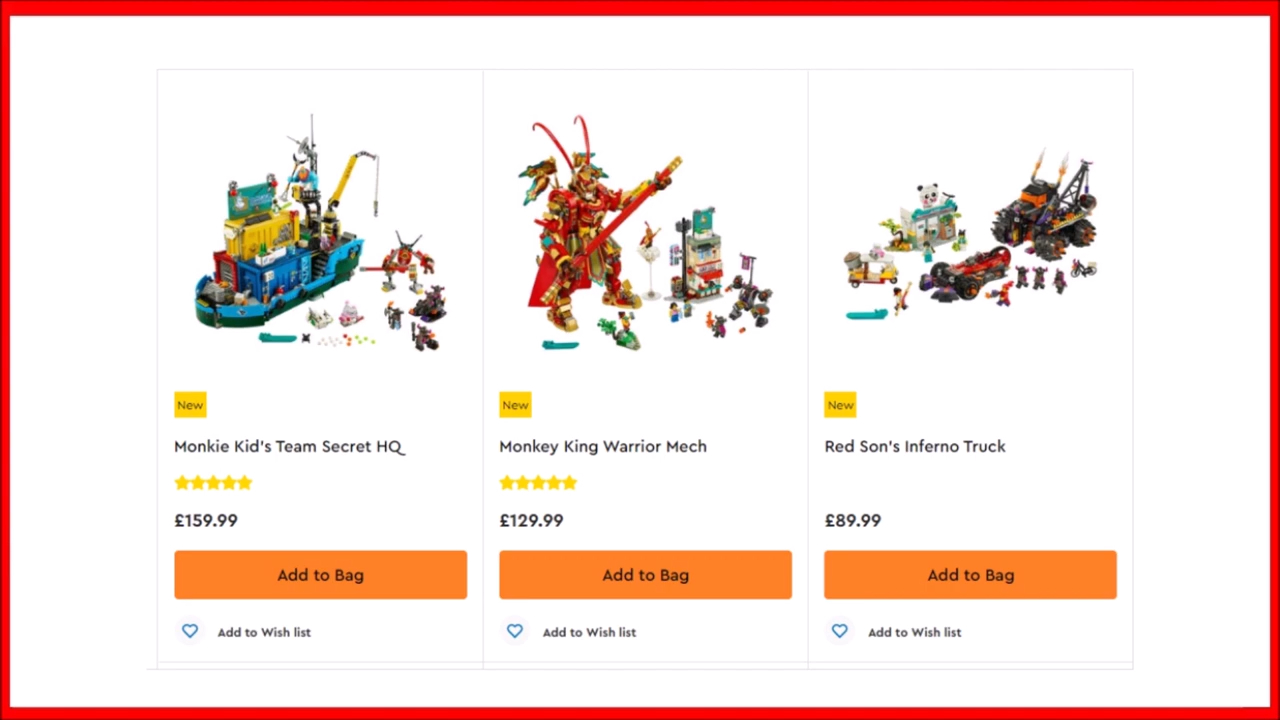 New
Monkie Kid's Team Secret HQ
£159.99
Add to Bag
Add to Wish list
New
Monkey King Warrior Mech
£129.99
Add to Bag
Add to Wish list
New
Red Son's Inferno Truck
£89.99
Add to Bag
Add to Wish list